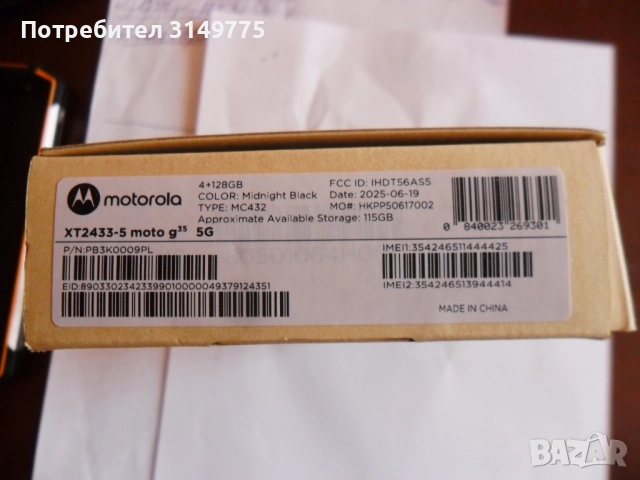 Потребител 3149775
motorola
4+128GB
COLOR: Midnight Black
TYPE: MC432
Approximate Available Storage: 115GB
FCC ID: IHDT56AS5
Date: 2025-06-19
MO#: HKPP50617002
0 840023 269301
XT2433-5 moto g³⁵ 5G
P/N:PB3K0009PL
EID:89033023423399010000049379124351
IMEI1:354246511444425
IMEI2:354246513944414
MADE IN CHINA
BAZAR